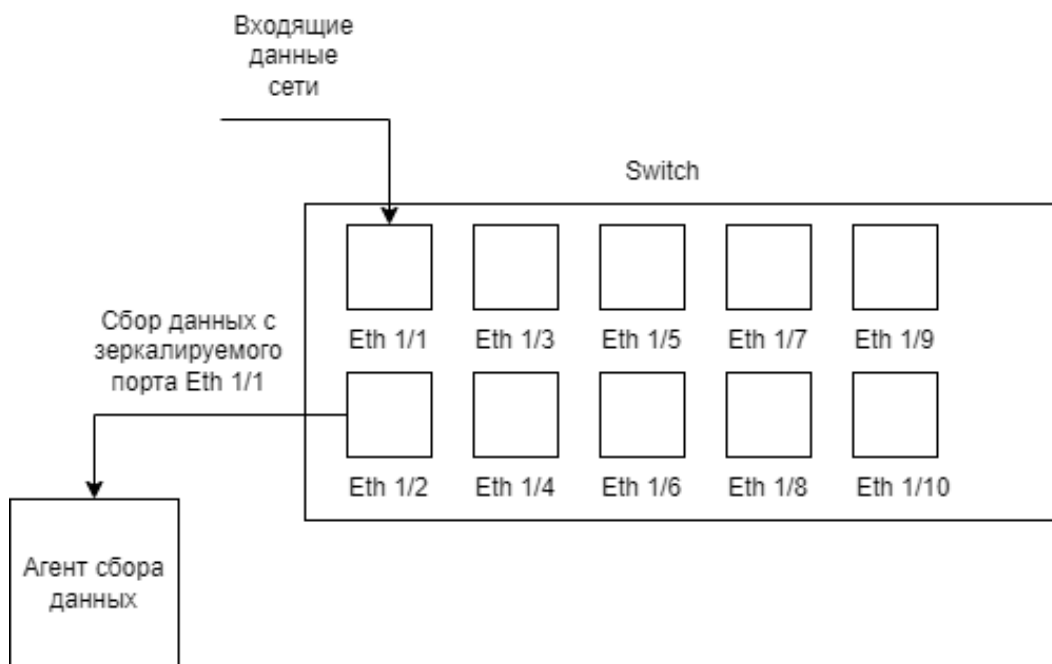 Входящие
данные
сети
Switch
Eth 1/1
Eth 1/3
Eth 1/5
Eth 1/7
Eth 1/9
Сбор данных с
зеркалируемого
порта Eth 1/1
Eth 1/2
Eth 1/4
Eth 1/6
Eth 1/8
Eth 1/10
Агент сбора
данных